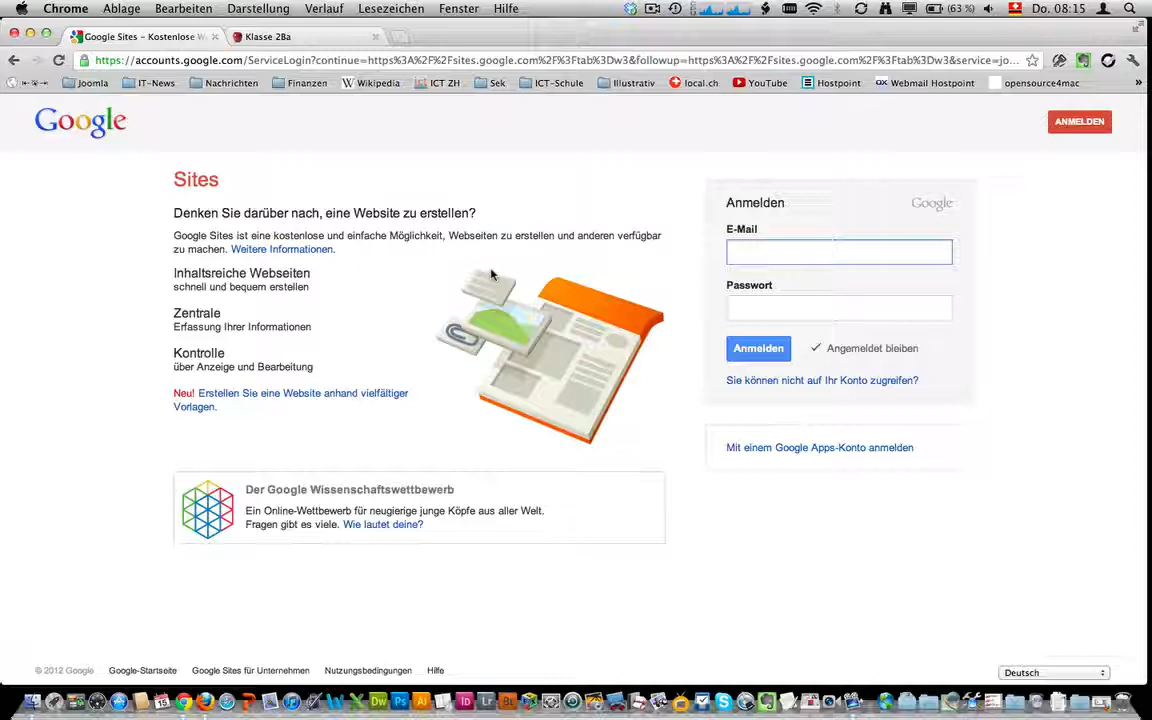 Chrome Ablage Bearbeiten Darstellung Verlauf Lesezeichen Fenster Hilfe (63 %) Do. 08:15
Google Sites – Kostenlose W Klasse 2Ba
https://accounts.google.com/ServiceLogin?continue=https%3A%2F%2Fsites.google.com%2F%3Ftab%3Dw3&followup=https%3A%2F%2Fsites.google.com%2F%3Ftab%3Dw3&service=jo...
Joomla IT-News Nachrichten Finanzen Wikipedia ICT ZH Sek ICT-Schule Illustrativ local.ch YouTube Hostpoint Webmail Hostpoint opensource4mac »
Google ANMELDEN
Sites
Denken Sie darüber nach, eine Website zu erstellen?
Google Sites ist eine kostenlose und einfache Möglichkeit, Webseiten zu erstellen und anderen verfügbar
zu machen. Weitere Informationen.
Inhaltsreiche Webseiten
schnell und bequem erstellen
Zentrale
Erfassung Ihrer Informationen
Kontrolle
über Anzeige und Bearbeitung
Neu! Erstellen Sie eine Website anhand vielfältiger
Vorlagen.
Anmelden Google
E-Mail
Passwort
Anmelden Angemeldet bleiben
Sie können nicht auf Ihr Konto zugreifen?
Mit einem Google Apps-Konto anmelden
Der Google Wissenschaftswettbewerb
Ein Online-Wettbewerb für neugierige junge Köpfe aus aller Welt.
Fragen gibt es viele. Wie lautet deine?
© 2012 Google Google-Startseite Google Sites für Unternehmen Nutzungsbedingungen Hilfe Deutsch
15 W X Dw Ps Ai Id Lr Br S